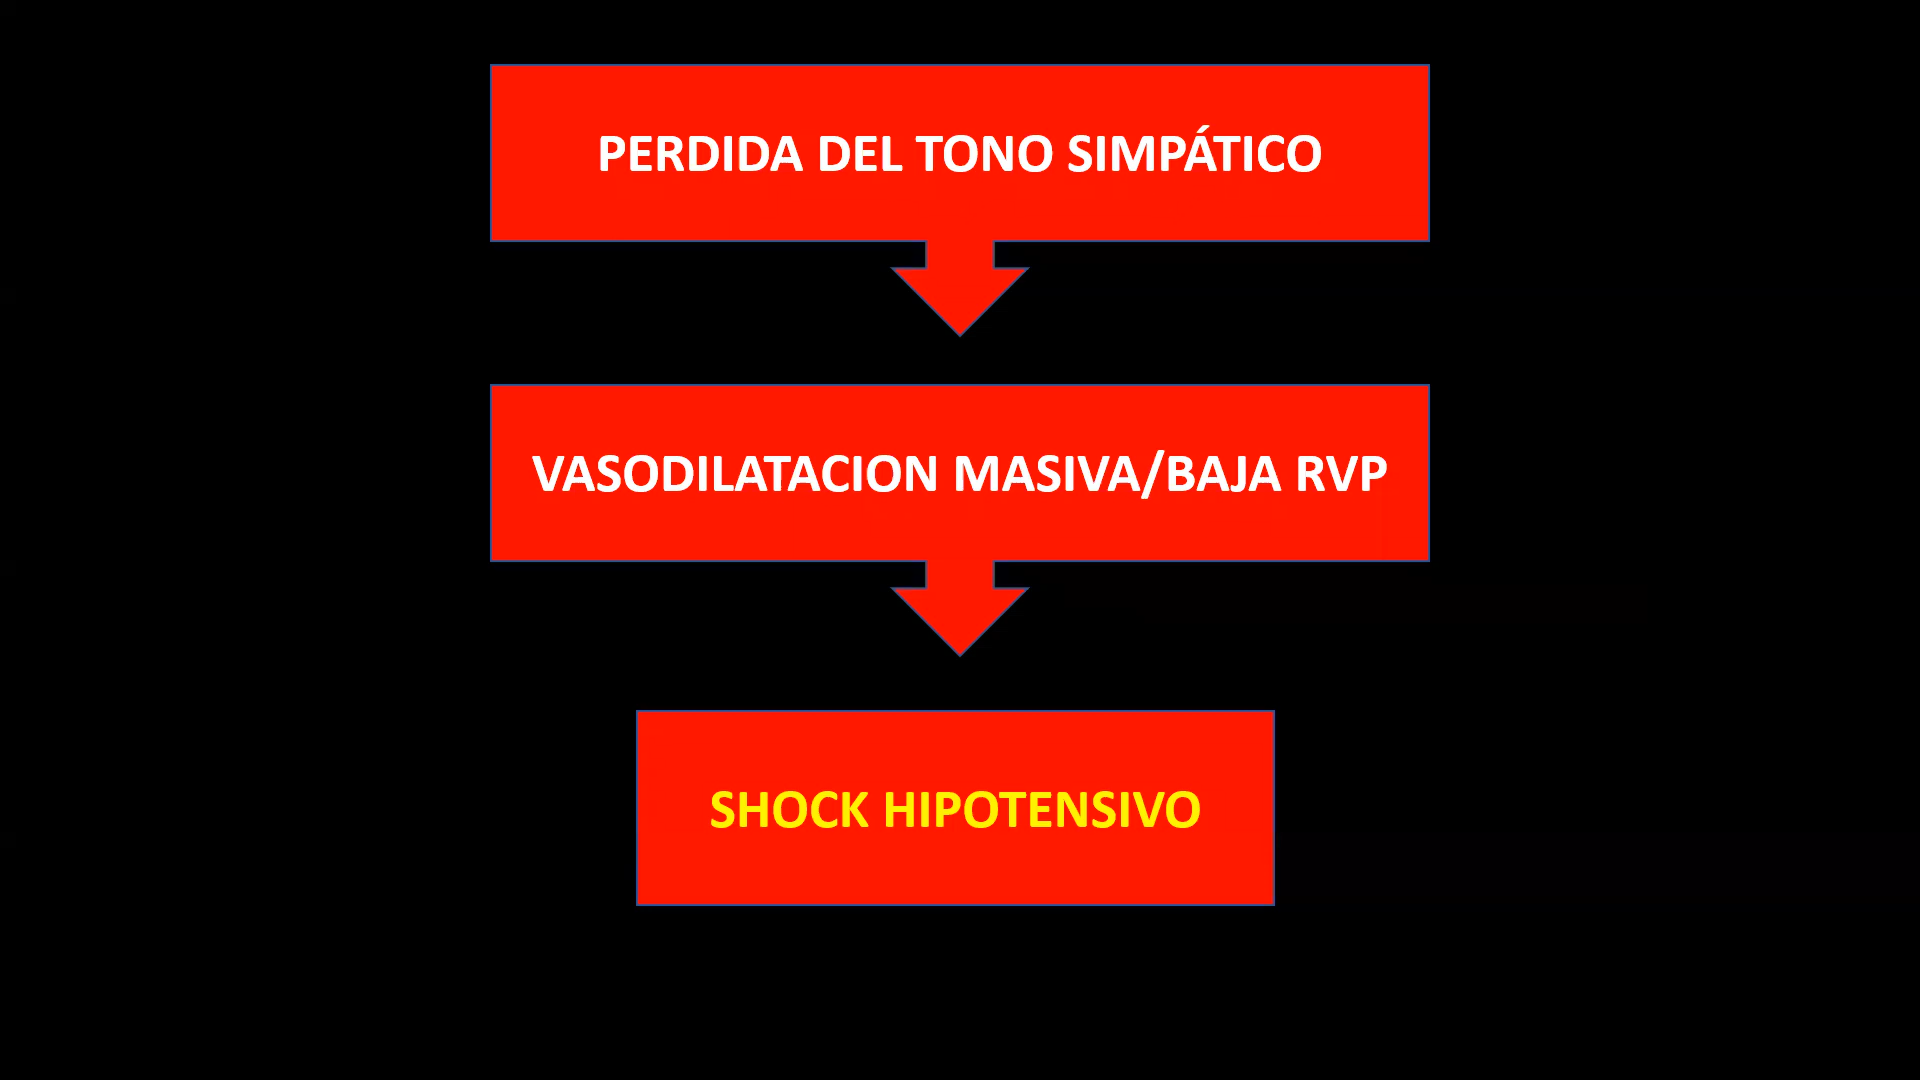 PERDIDA DEL TONO SIMPÁTICO
VASODILATACION MASIVA/BAJA RVP
SHOCK HIPOTENSIVO